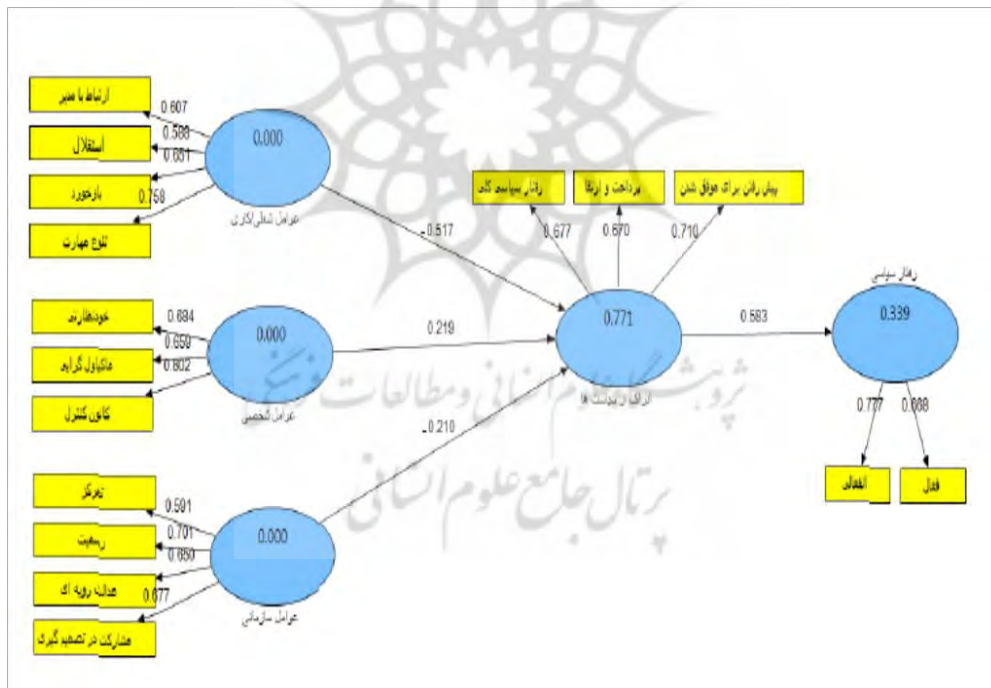 ارتباط با مدیر
0.607
استقلال
0.588
بازخورد
0.651
تنوع مهارت
0.758
0.000
عوامل شغلی/کاری
-0.517
خودنظارتی
0.684
ماکیاول گرایی
0.659
کانون کنترل
0.602
0.000
عوامل شخصی
0.219
تمرکز
0.591
رسمیت
0.701
عدالت رویه ای
0.650
مشارکت در تصمیم گیری
0.677
0.000
عوامل سازمانی
-0.210
رفتار سیاسی کلی
پرداخت و ارتقا
پیش رفتن برای موفق شدن
0.677
0.670
0.710
0.771
ادراک
0.583
رفتار سیاسی
0.339
0.777
0.668
انفعالی
فعال
پژوهشگاه علوم انسانی و مطالعات فرهنگی
پرتال جامع علوم انسانی